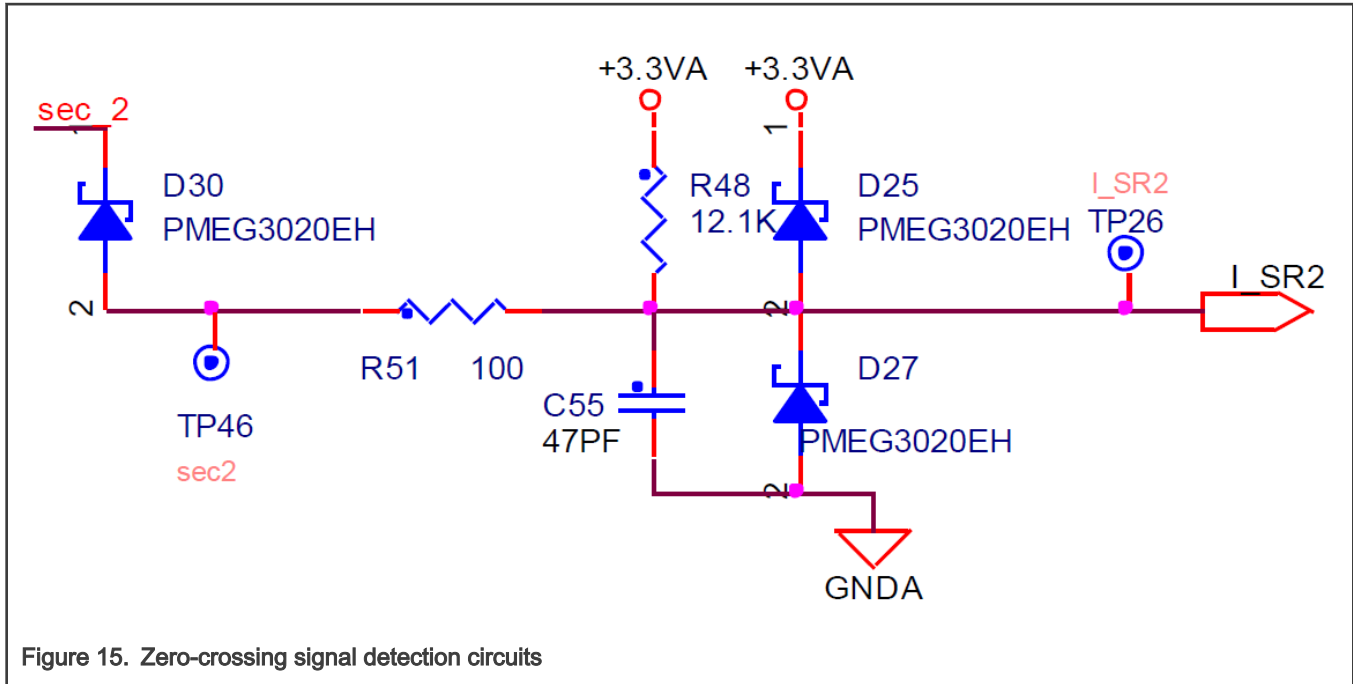 +3.3VA +3.3VA
sec_2
1
1
D30
PMEG3020EH
R48
12.1K
D25
PMEG3020EH
I_SR2
TP26
I_SR2
2
2
R51 100
TP46
sec2
C55
47PF
D27
PMEG3020EH
2
GNDA
Figure 15. Zero-crossing signal detection circuits